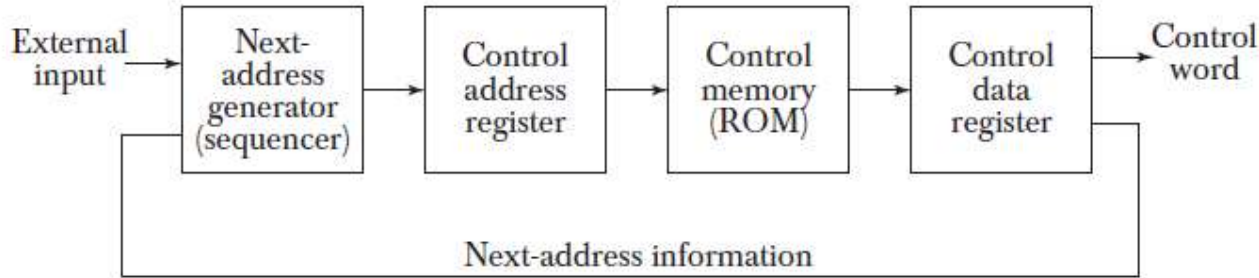 External
input
Next-
address
generator
(sequencer)
Control
address
register
Control
memory
(ROM)
Control
data
register
Control
word
Next-address information